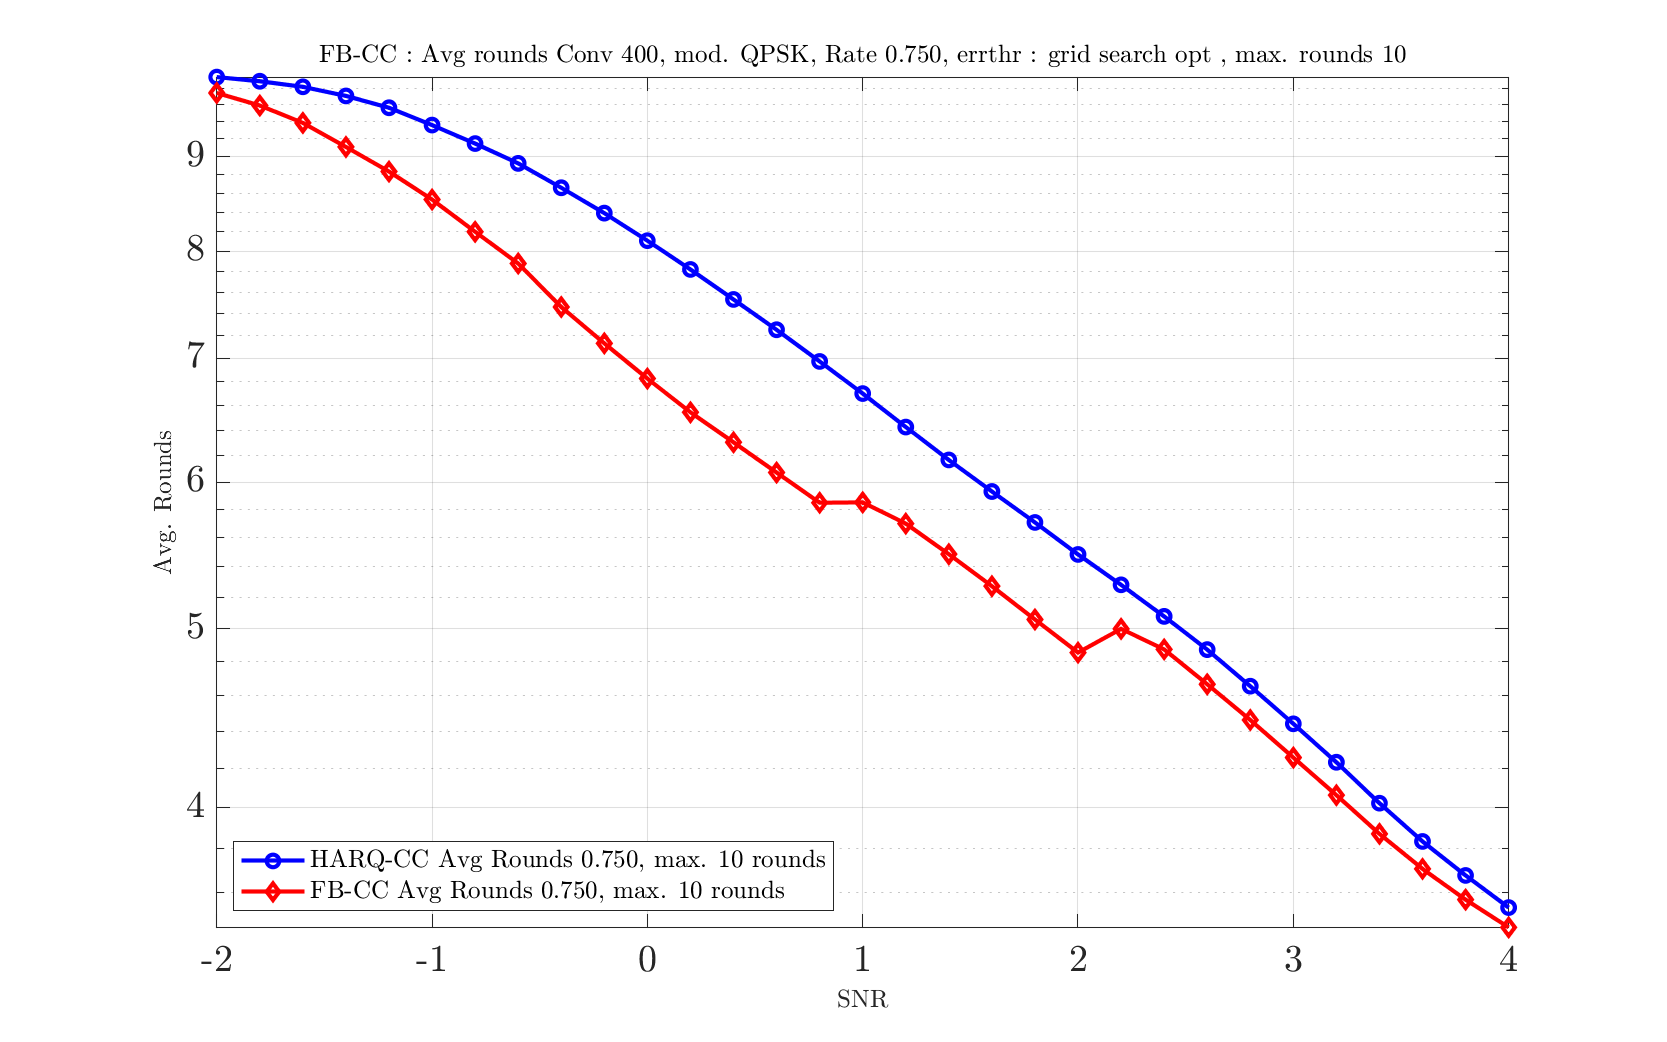 FB-CC : Avg rounds Conv 400, mod. QPSK, Rate 0.750, errthr : grid search opt , max. rounds 10
9
8
7
6
5
4
Avg. Rounds
HARQ-CC Avg Rounds 0.750, max. 10 rounds
FB-CC Avg Rounds 0.750, max. 10 rounds
-2 -1 0 1 2 3 4
SNR